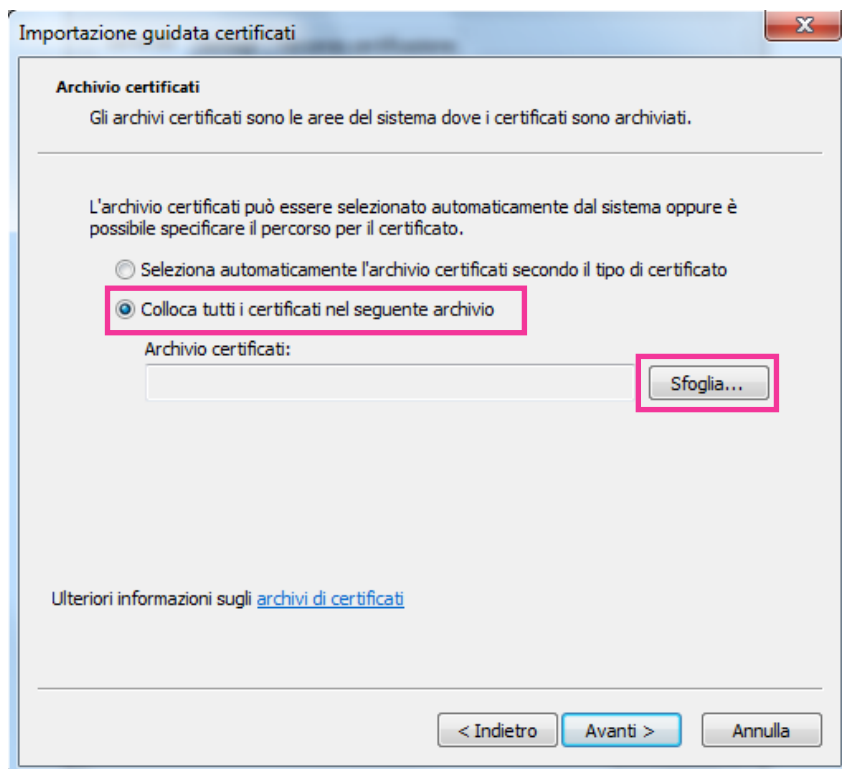 Importazione guidata certificati
Archivio certificati
Gli archivi certificati sono le aree del sistema dove i certificati sono archiviati.
L'archivio certificati può essere selezionato automaticamente dal sistema oppure è
possibile specificare il percorso per il certificato.
Seleziona automaticamente l'archivio certificati secondo il tipo di certificato
Colloca tutti i certificati nel seguente archivio
Archivio certificati:
Sfoglia...
Ulteriori informazioni sugli archivi di certificati
< Indietro Avanti > Annulla